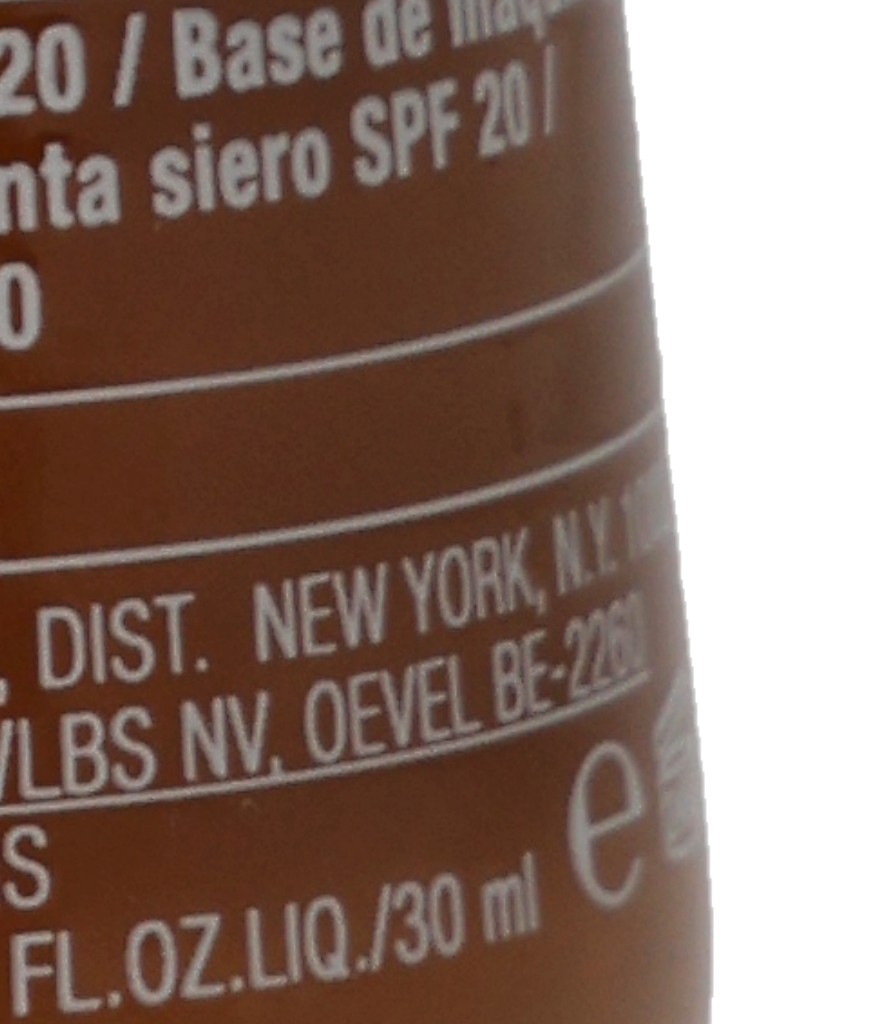 20 / Base de
nta siero SPF 20 /
0
. DIST. NEW YORK, N.Y.
WLBS NV. OEVEL BE-2260
S
FL.OZ.LIQ./30 ml e